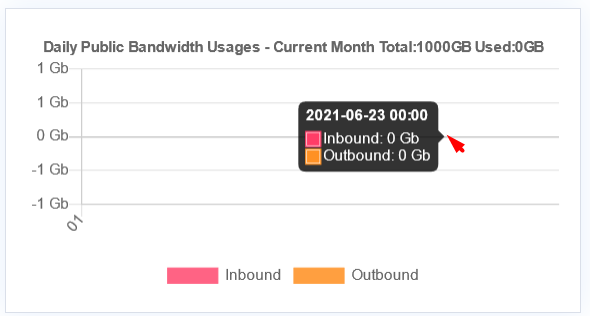 Daily Public Bandwidth Usages - Current Month Total:1000GB Used:0GB
1 Gb
1 Gb
0 Gb
-1 Gb
-1 Gb
01
2021-06-23 00:00
Inbound: 0 Gb
Outbound: 0 Gb
Inbound Outbound